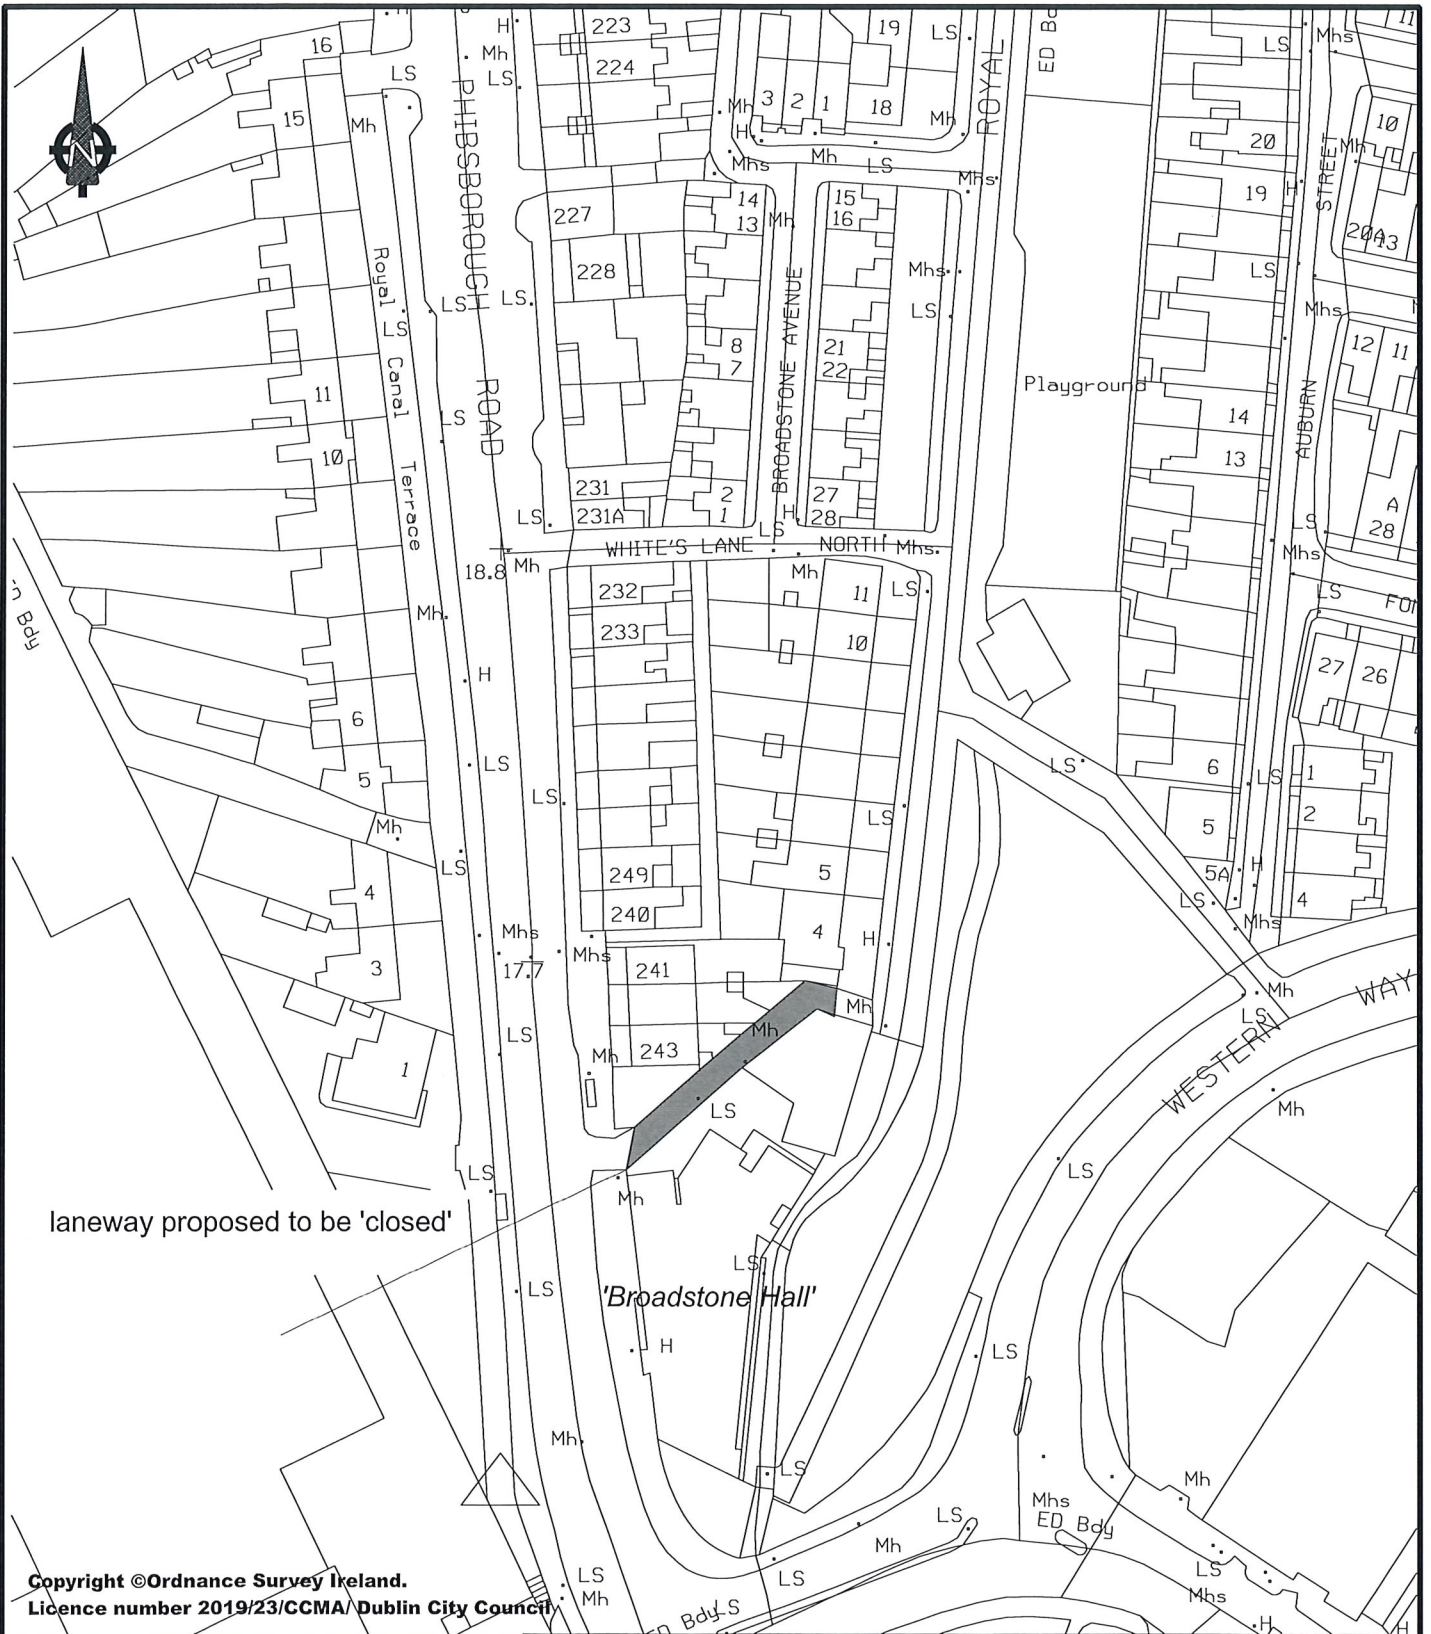 H
223
19
ED
11
H
LS
Mhs
16
Mh
224
LS
LS
LS
ROYAL
PHIBSBOROUGH
3
2
1
18
15
Mh
Mh
H
Mh
20
10
Mh
Mhs
Mh
LS
Mhs
STREET
N
14
15
19
H
227
13
Mh
16
20A
13
Royal
228
Mhs
LS
LS
LS
LS
Mhs
LS
BROADSTONE AVENUE
8
21
12
11
7
22
Playground
Canal
ROAD
11
LS
14
AUBURN
10
13
Terrace
231
2
27
A
LS
231A
1
H
28
LS
28
LS
WHITE'S LANE NORTH
Mhs
Mhs
18.8
Mh
Mh
232
11
LS
LS
Bdy
Mh
233
10
H
27
26
6
LS
LS
6
LS
1
5
LS
2
Mh
LS
5
LS
249
5
5A
H
4
240
LS
4
Mhs
4
H
Mhs
Mhs
3
17.7
241
Mh
WAY
Mh
LS
LS
Mh
WESTERN
1
Mh
243
LS
Mh
LS
LS
Mh
laneway proposed to be 'closed'
LS
LS
'Broadstone Hall'
H
LS
Mh
LS
Mh
Mhs
LS
ED Bdy
Mh
LS
LS
LS
Copyright ©Ordnance Survey Ireland.
Mh
Mhs
Licence number 2019/23/CCMA/ Dublin City Council
ED Bdy
LS
H
H